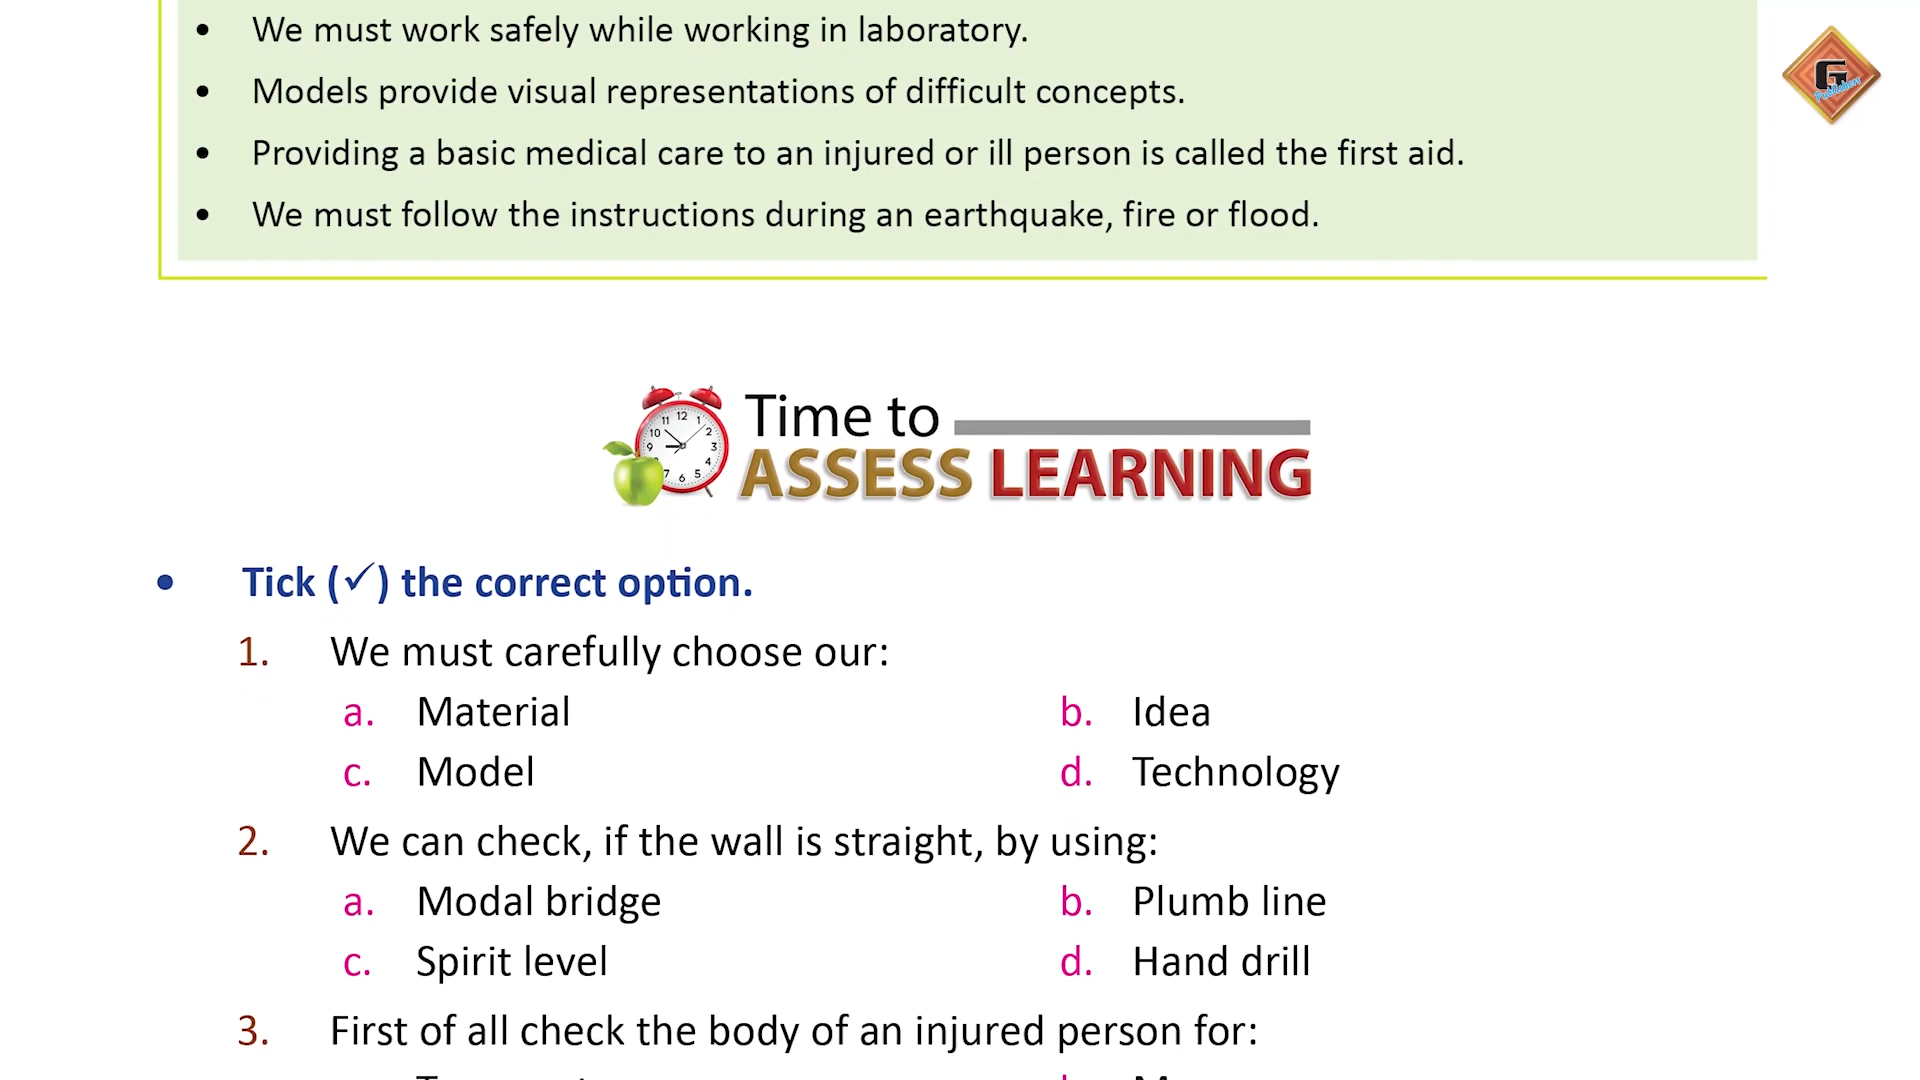 • We must work safely while working in laboratory.
• Models provide visual representations of difficult concepts.
• Providing a basic medical care to an injured or ill person is called the first aid.
• We must follow the instructions during an earthquake, fire or flood.
G
Publishers
Time to
ASSESS LEARNING
• Tick (✓) the correct option.
1. We must carefully choose our:
a. Material b. Idea
c. Model d. Technology
2. We can check, if the wall is straight, by using:
a. Modal bridge b. Plumb line
c. Spirit level d. Hand drill
3. First of all check the body of an injured person for: